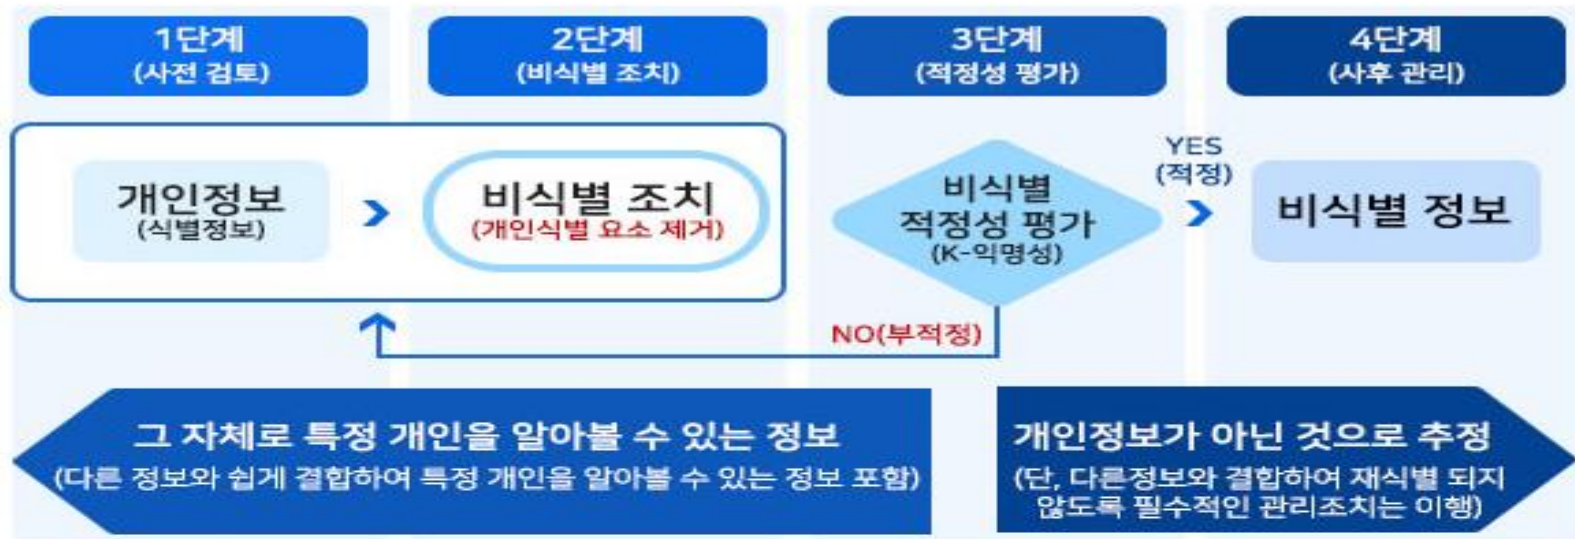 1단계
(사전 검토)
2단계
(비식별 조치)
3단계
(적정성 평가)
4단계
(사후 관리)
개인정보
(식별정보)
비식별 조치
(개인식별 요소 제거)
비식별
적정성 평가
(K-익명성)
YES
(적정)
비식별 정보
NO(부적정)
그 자체로 특정 개인을 알아볼 수 있는 정보
(다른 정보와 쉽게 결합하여 특정 개인을 알아볼 수 있는 정보 포함)
개인정보가 아닌 것으로 추정
(단, 다른정보와 결합하여 재식별 되지
않도록 필수적인 관리조치는 이행)